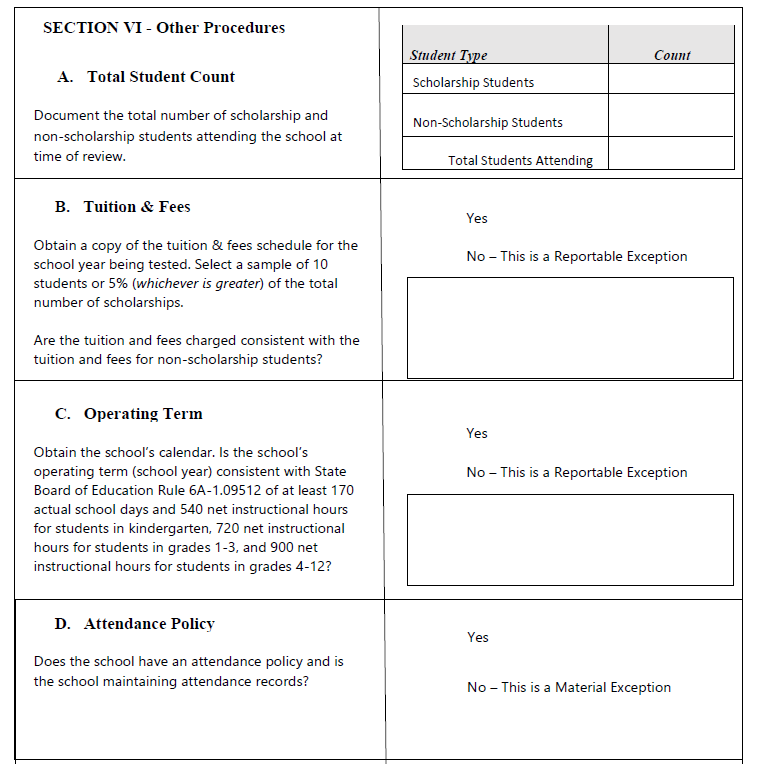 SECTION VI - Other Procedures
A. Total Student Count
Document the total number of scholarship and
non-scholarship students attending the school at
time of review.
Student Type Count
Scholarship Students
Non-Scholarship Students
Total Students Attending
B. Tuition & Fees
Obtain a copy of the tuition & fees schedule for the
school year being tested. Select a sample of 10
students or 5% (whichever is greater) of the total
number of scholarships.
Are the tuition and fees charged consistent with the
tuition and fees for non-scholarship students?
Yes
No – This is a Reportable Exception
C. Operating Term
Obtain the school’s calendar. Is the school’s
operating term (school year) consistent with State
Board of Education Rule 6A-1.09512 of at least 170
actual school days and 540 net instructional hours
for students in kindergarten, 720 net instructional
hours for students in grades 1-3, and 900 net
instructional hours for students in grades 4-12?
Yes
No – This is a Reportable Exception
D. Attendance Policy
Does the school have an attendance policy and is
the school maintaining attendance records?
Yes
No – This is a Material Exception